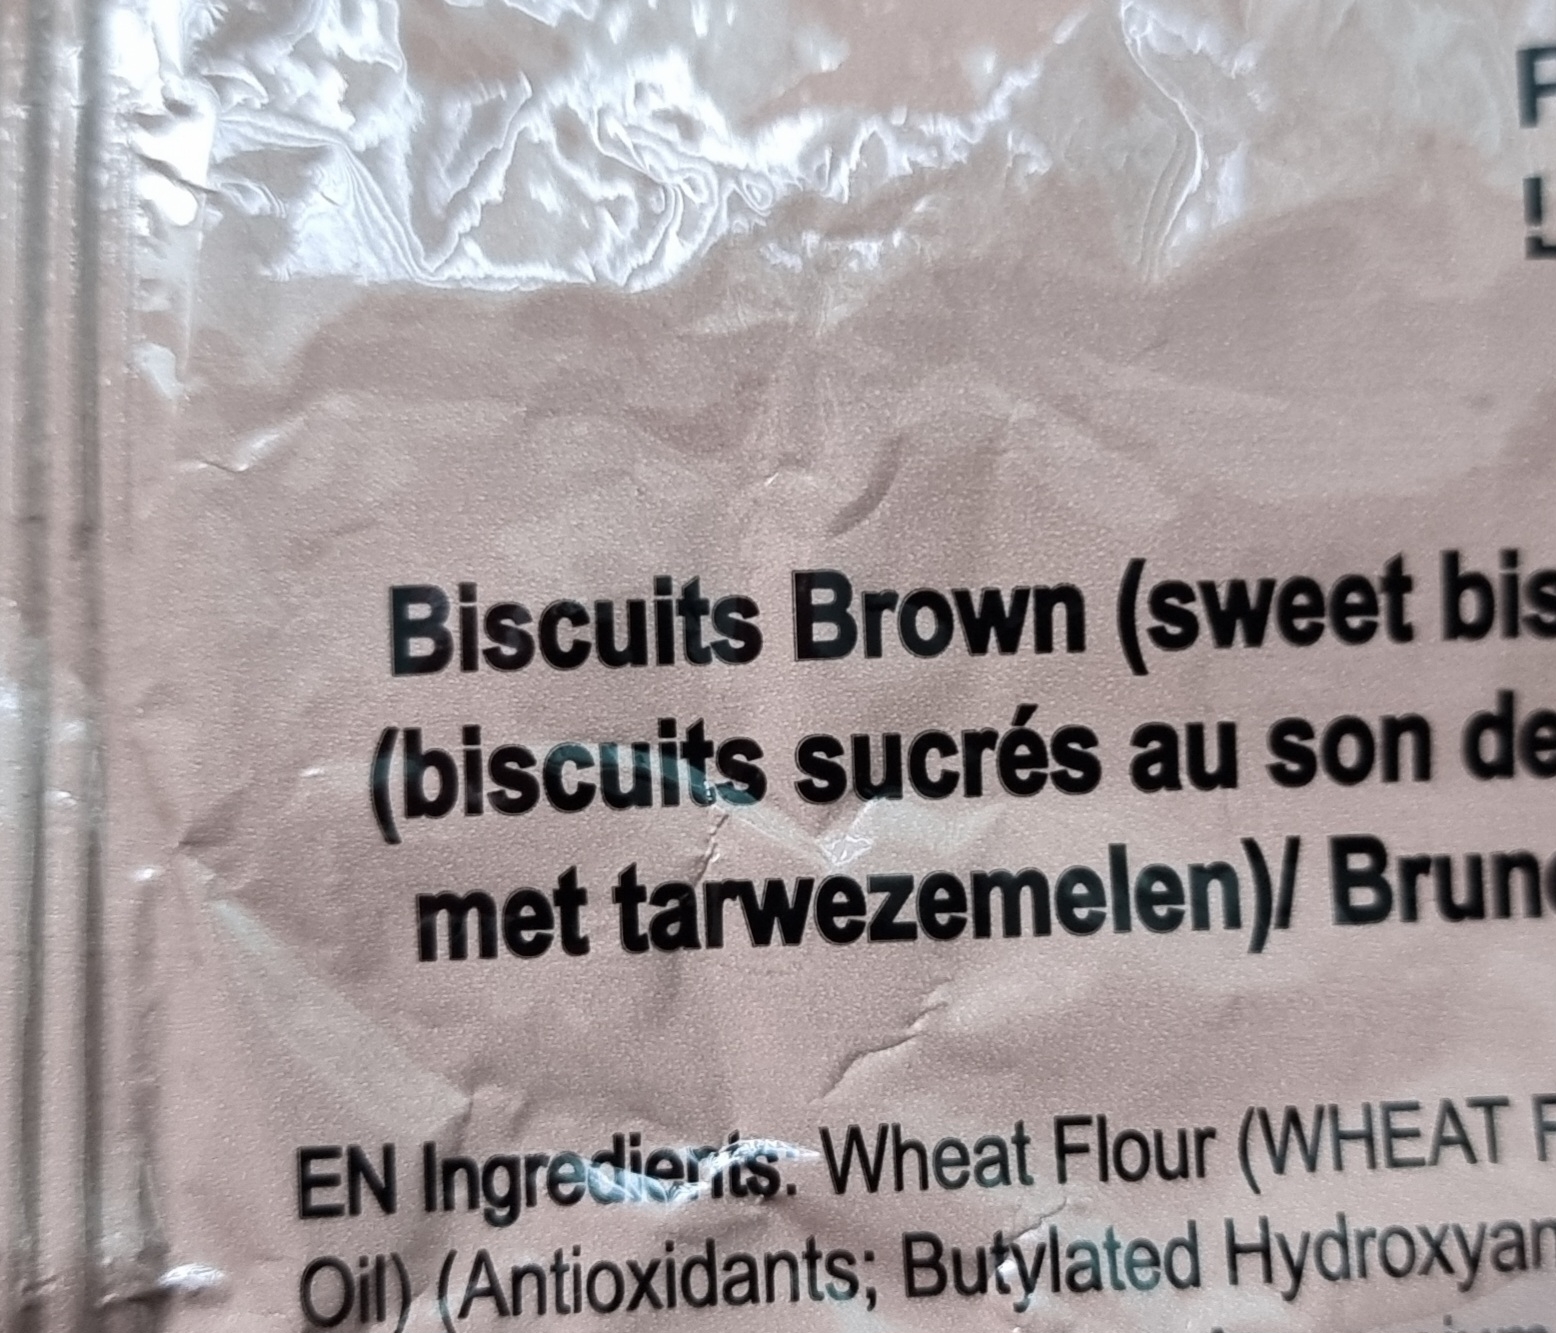 Biscuits Brown (sweet bis
(biscuits sucrés au son de
met tarwezemelen)/ Brun
EN Ingredients: Wheat Flour (WHEAT F
Oil) (Antioxidants; Butylated Hydroxyan